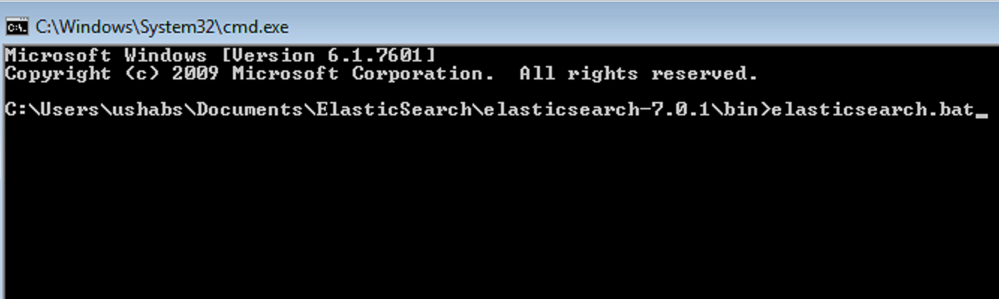 C:\Windows\System32\cmd.exe
Microsoft Windows [Version 6.1.7601]
Copyright (c) 2009 Microsoft Corporation.  All rights reserved.
C:\Users\ushabs\Documents\ElasticSearch\elasticsearch-7.0.1\bin>elasticsearch.bat_